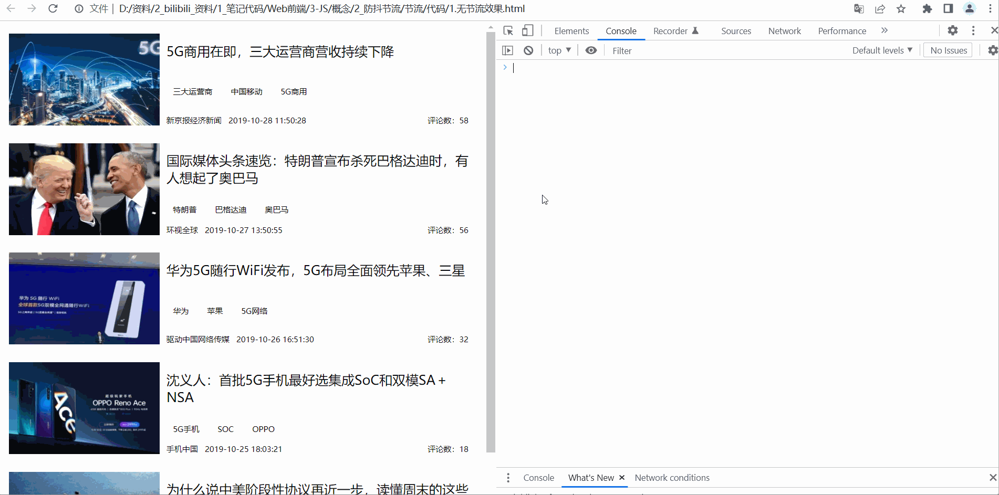 文件 | D:/资料/2_bilibili_资料/1_笔记代码/Web前端/3-JS/概念/2_防抖节流/节流/代码/1.无节流效果.html
5G
5G商用在即，三大运营商营收持续下降
三大运营商 中国移动 5G商用
新京报经济新闻 2019-10-28 11:50:28 评论数：58
国际媒体头条速览：特朗普宣布杀死巴格达迪时，有
人想起了奥巴马
特朗普 巴格达迪 奥巴马
环视全球 2019-10-27 13:50:55 评论数：56
华为 5G 随行 WiFi
全球首款5G双模全网通随行WiFi
华为5G随行WiFi发布，5G布局全面领先苹果、三星
华为 苹果 5G网络
驱动中国网络传媒 2019-10-26 16:51:30 评论数：32
超级玩家手机
OPPO Reno Ace
Ace
沈义人：首批5G手机最好选集成SoC和双模SA＋
NSA
5G手机 SOC OPPO
手机中国 2019-10-25 18:03:21 评论数：18
为什么说中美阶段性协议再近一步，读懂周末的这些
Elements Console Recorder Sources Network Performance »
top Filter Default levels No Issues
Console What's New × Network conditions